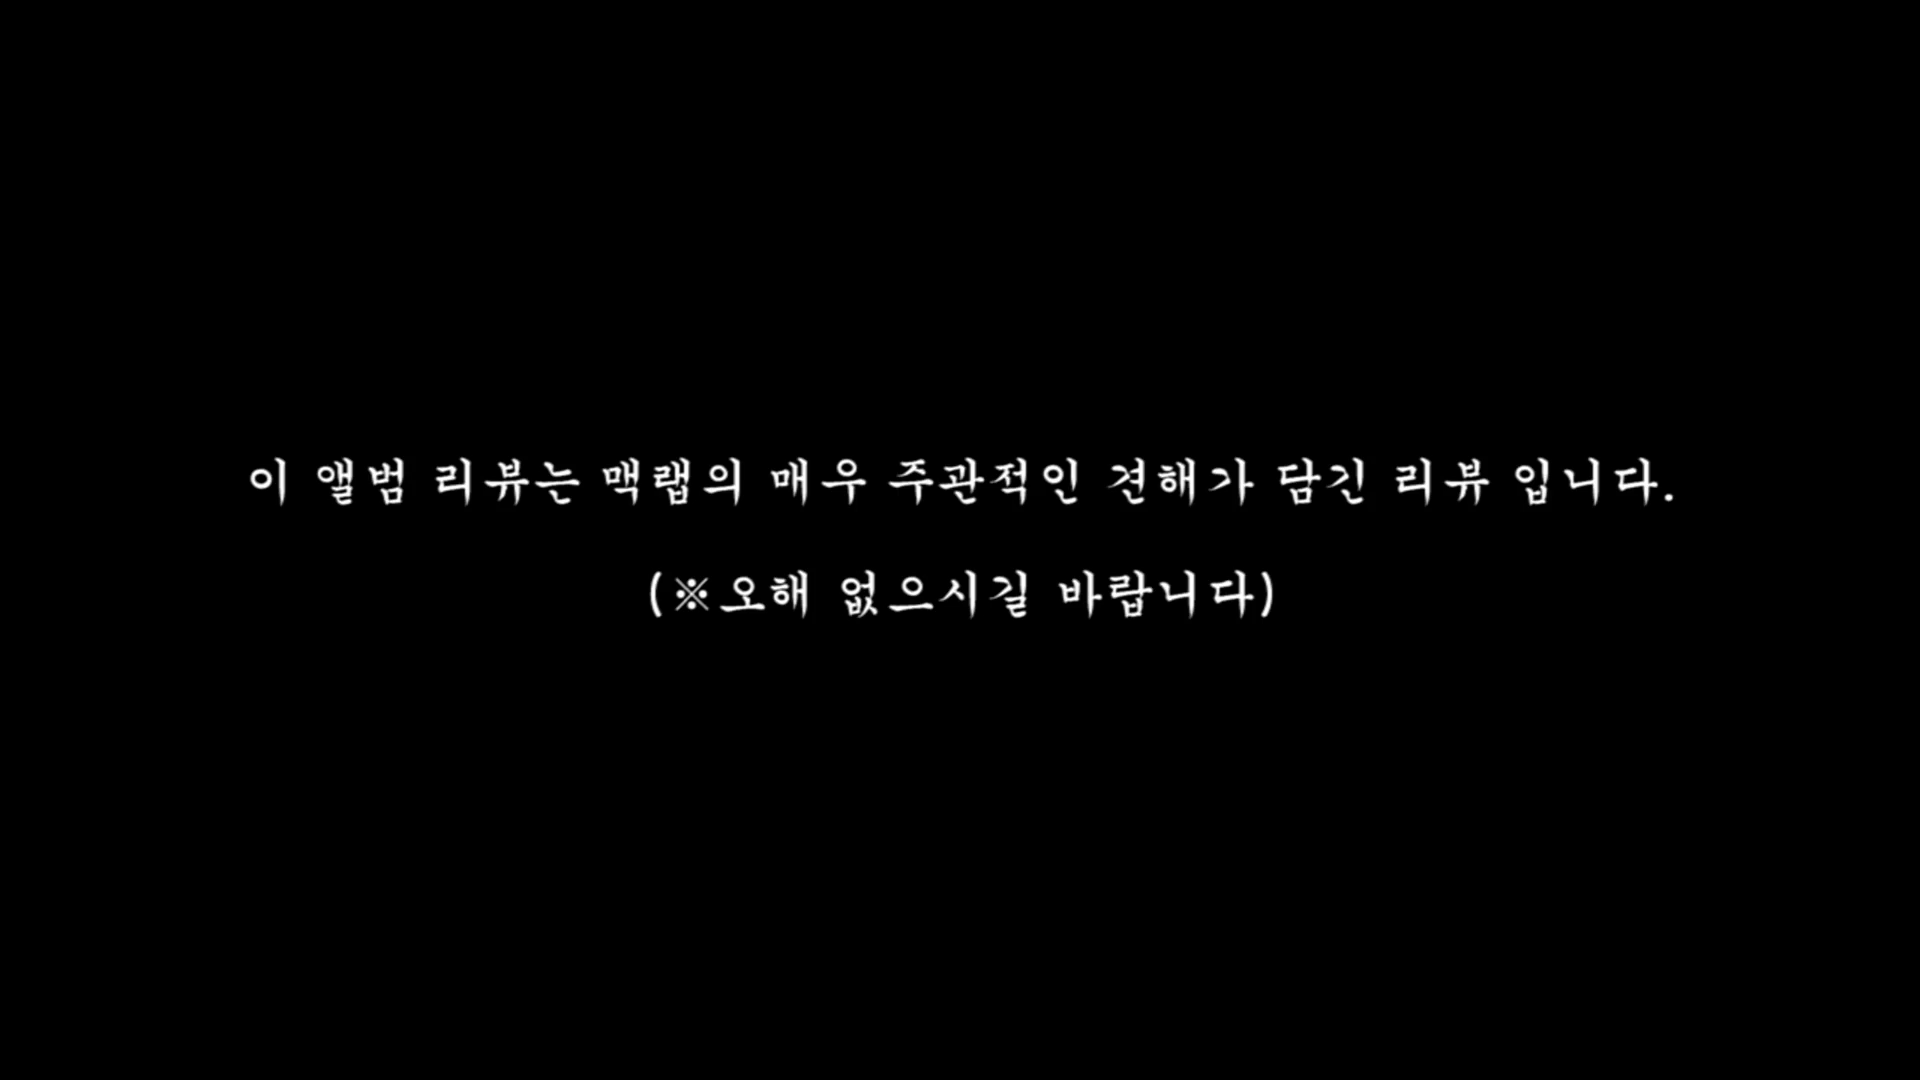 이 앨범 리뷰는 맥랩의 매우 주관적인 견해가 담긴 리뷰 입니다.
(※오해 없으시길 바랍니다)